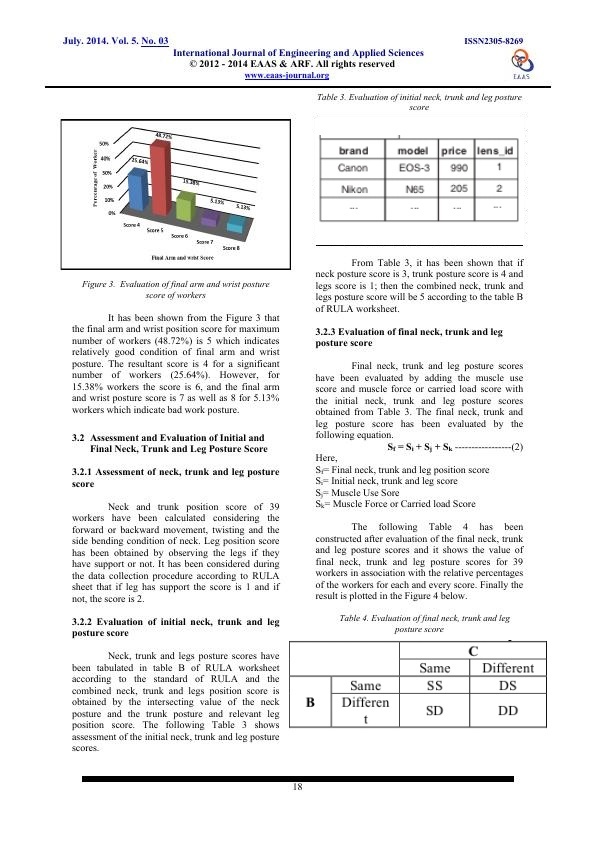 July. 2014. Vol. 5. No. 03
ISSN2305-8269
International Journal of Engineering and Applied Sciences
© 2012 - 2014 EAAS & ARF. All rights reserved
www.eaas-journal.org
EAAS
Percentage of Worker
50%
40%
30%
20%
10%
0%
25.64%
48.72%
15.38%
5.13%
5.13%
Score 4
Score 5
Score 6
Score 7
Score 8
Final Arm and wrist Score
Figure 3. Evaluation of final arm and wrist posture
score of workers
It has been shown from the Figure 3 that
the final arm and wrist position score for maximum
number of workers (48.72%) is 5 which indicates
relatively good condition of final arm and wrist
posture. The resultant score is 4 for a significant
number of workers (25.64%). However, for
15.38% workers the score is 6, and the final arm
and wrist posture score is 7 as well as 8 for 5.13%
workers which indicate bad work posture.
3.2 Assessment and Evaluation of Initial and
Final Neck, Trunk and Leg Posture Score
3.2.1 Assessment of neck, trunk and leg posture
score
Neck and trunk position score of 39
workers have been calculated considering the
forward or backward movement, twisting and the
side bending condition of neck. Leg position score
has been obtained by observing the legs if they
have support or not. It has been considered during
the data collection procedure according to RULA
sheet that if leg has support the score is 1 and if
not, the score is 2.
3.2.2 Evaluation of initial neck, trunk and leg
posture score
Neck, trunk and legs posture scores have
been tabulated in table B of RULA worksheet
according to the standard of RULA and the
combined neck, trunk and legs position score is
obtained by the intersecting value of the neck
posture and the trunk posture and relevant leg
position score. The following Table 3 shows
assessment of the initial neck, trunk and leg posture
scores.
Table 3. Evaluation of initial neck, trunk and leg posture
score
brand model price lens_id
Canon EOS-3 990 1
Nikon N65 205 2
... ... ... ...
From Table 3, it has been shown that if
neck posture score is 3, trunk posture score is 4 and
legs score is 1; then the combined neck, trunk and
legs posture score will be 5 according to the table B
of RULA worksheet.
3.2.3 Evaluation of final neck, trunk and leg
posture score
Final neck, trunk and leg posture scores
have been evaluated by adding the muscle use
score and muscle force or carried load score with
the initial neck, trunk and leg posture scores
obtained from Table 3. The final neck, trunk and
leg posture score has been evaluated by the
following equation.
Sf = Si + Sj + Sk -----------------(2)
Here,
Sf= Final neck, trunk and leg position score
Si= Initial neck, trunk and leg score
Sj= Muscle Use Sore
Sk= Muscle Force or Carried load Score
The following Table 4 has been
constructed after evaluation of the final neck, trunk
and leg posture scores and it shows the value of
final neck, trunk and leg posture scores for 39
workers in association with the relative percentages
of the workers for each and every score. Finally the
result is plotted in the Figure 4 below.
Table 4. Evaluation of final neck, trunk and leg
posture score
C
Same Different
B
Same SS DS
Differen
t
SD DD
18